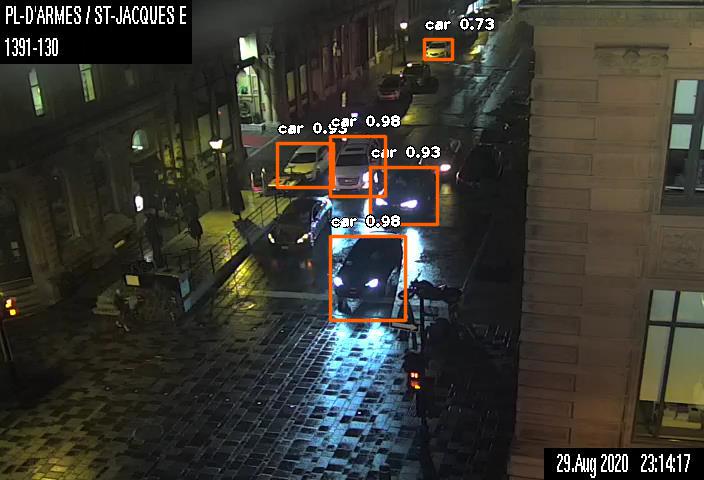 PL-D'ARMES / ST-JACQUES E
1391-130
car 0.73
car 0.93
car 0.98
car 0.93
car 0.98
29.Aug 2020 23:14:17